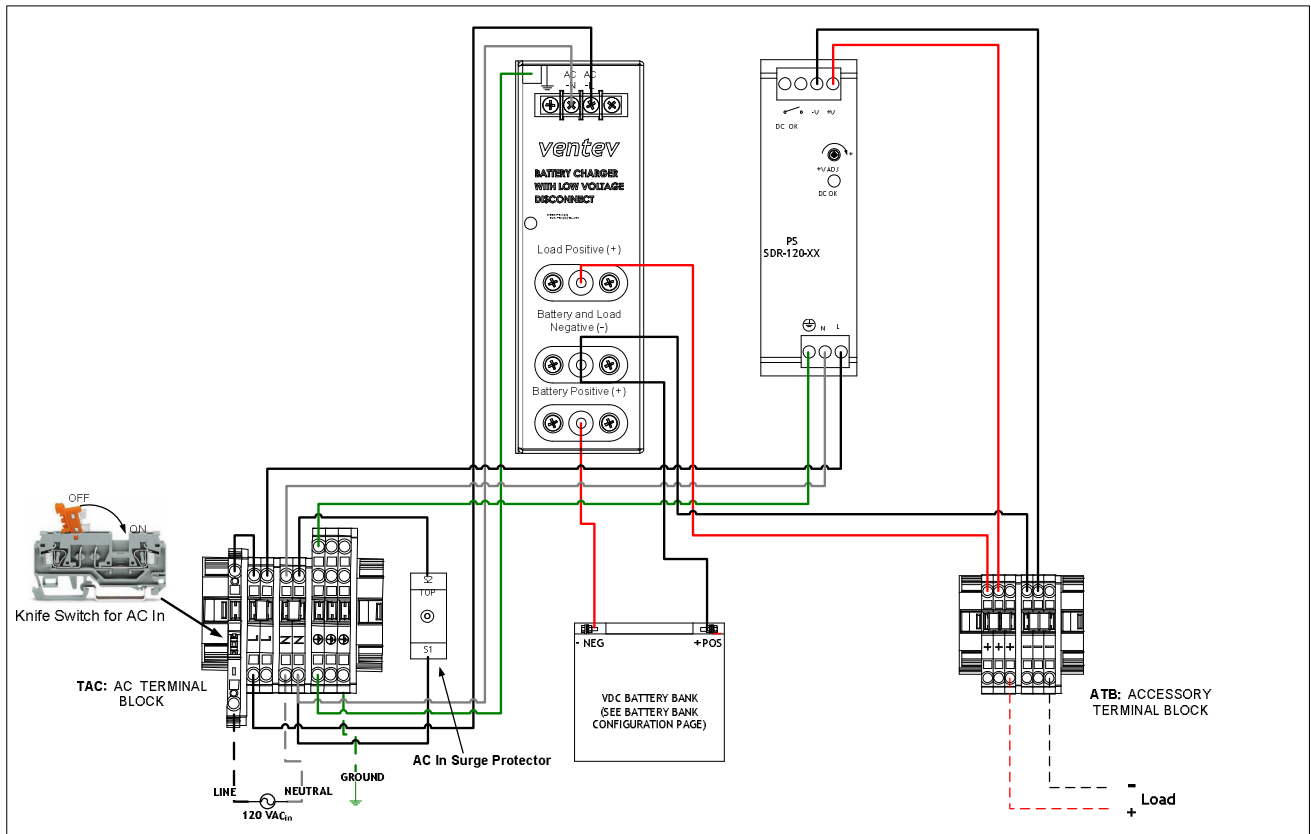 AC AC
-N -L
ventev
BATTERY CHARGER
WITH LOW VOLTAGE
DISCONNECT
Load Positive (+)
Battery and Load
Negative (-)
Battery Positive (+)
-V +V
DC OK
+
+V ADJ
DC OK
PS
SDR-120-XX
N L
OFF
ON
Knife Switch for AC In
L L N N
TAC: AC TERMINAL
BLOCK
S2
TOP
S1
AC In Surge Protector
LINE
NEUTRAL
GROUND
120 VACin
- NEG
+ POS
VDC BATTERY BANK
(SEE BATTERY BANK
CONFIGURATION PAGE)
+ + + - - -
ATB: ACCESSORY
TERMINAL BLOCK
-
Load
+